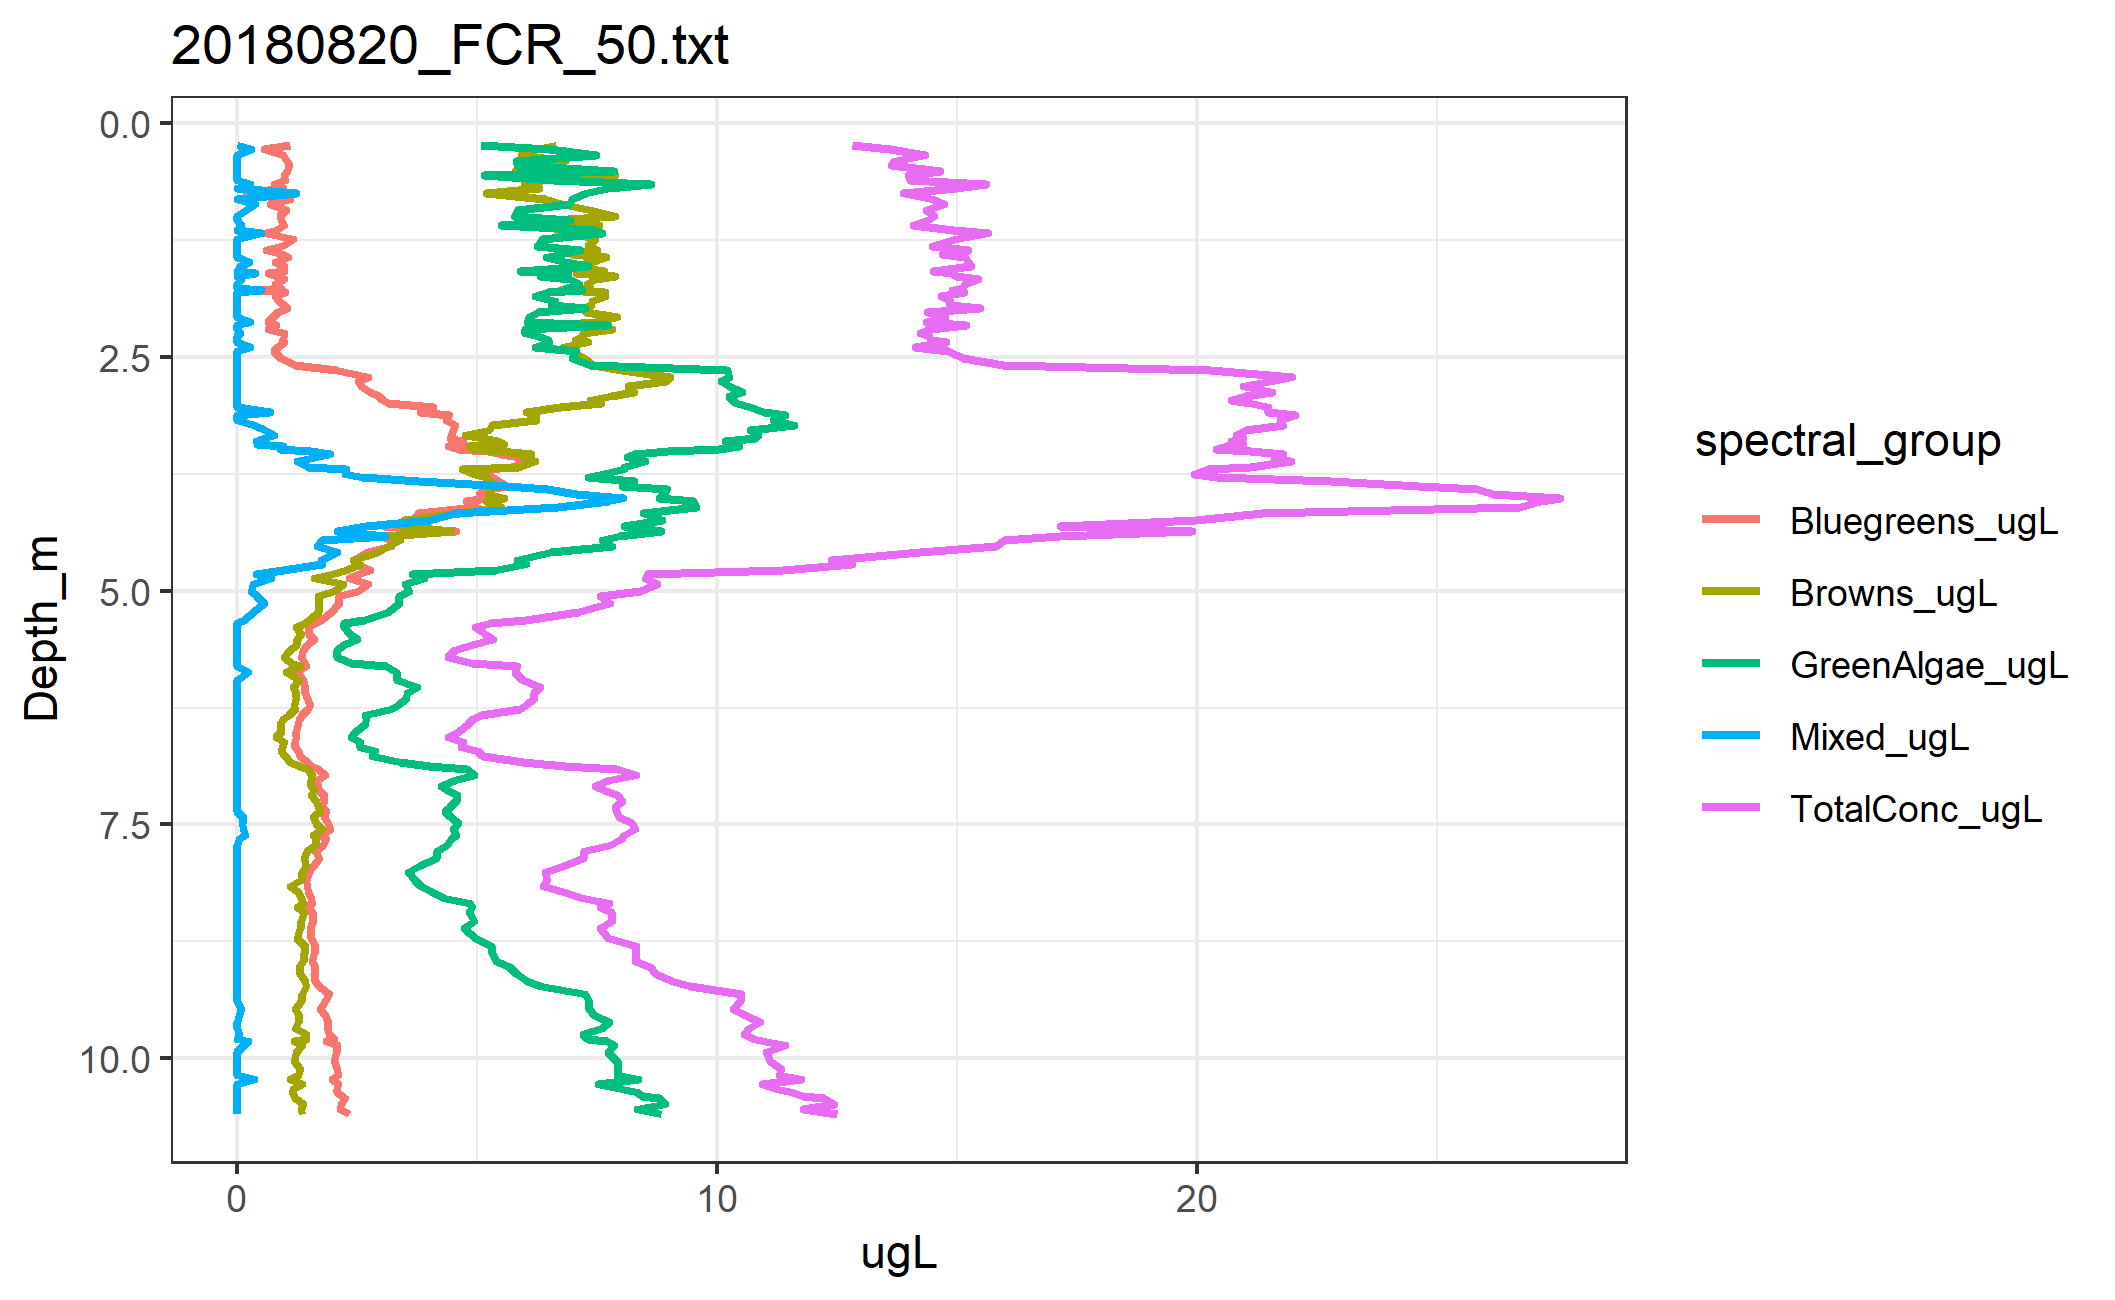 20180820_FCR_50.txt
0.0
2.5
5.0
7.5
10.0
Depth_m
0 10 20
ugL
spectral_group
Bluegreens_ugL
Browns_ugL
GreenAlgae_ugL
Mixed_ugL
TotalConc_ugL